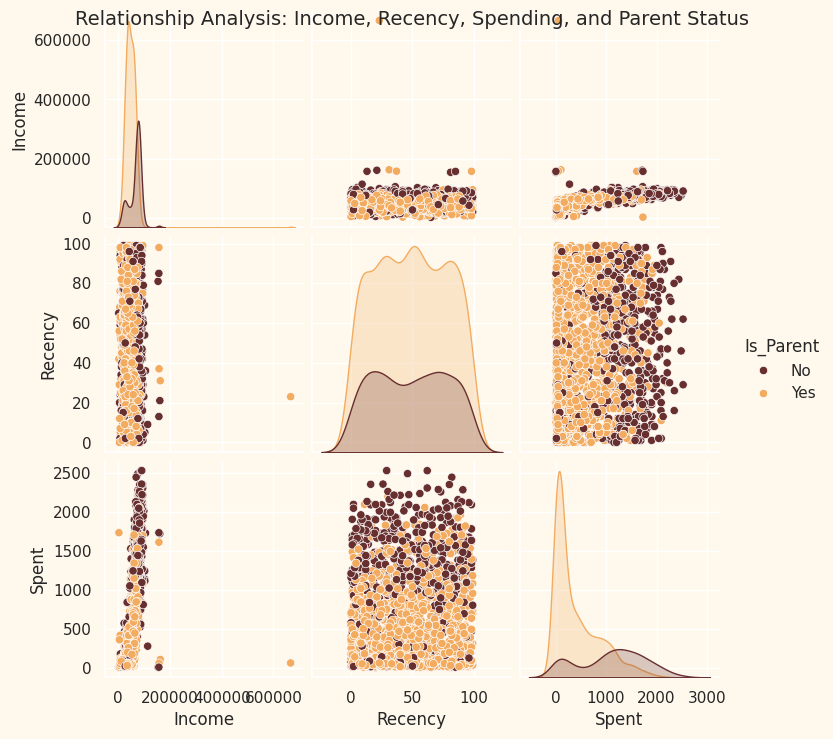 Relationship Analysis: Income, Recency, Spending, and Parent Status
600000
400000
200000
0
Income
100
80
60
40
20
0
Recency
Is_Parent
No
Yes
2500
2000
1500
1000
500
0
Spent
0 200000 400000 600000
0 50 100
0 1000 2000 3000
Income Recency Spent